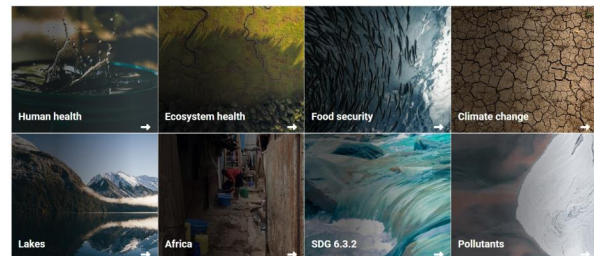 Human health
Ecosystem health
Food security
Climate change
Lakes
Africa
SDG 6.3.2
Pollutants